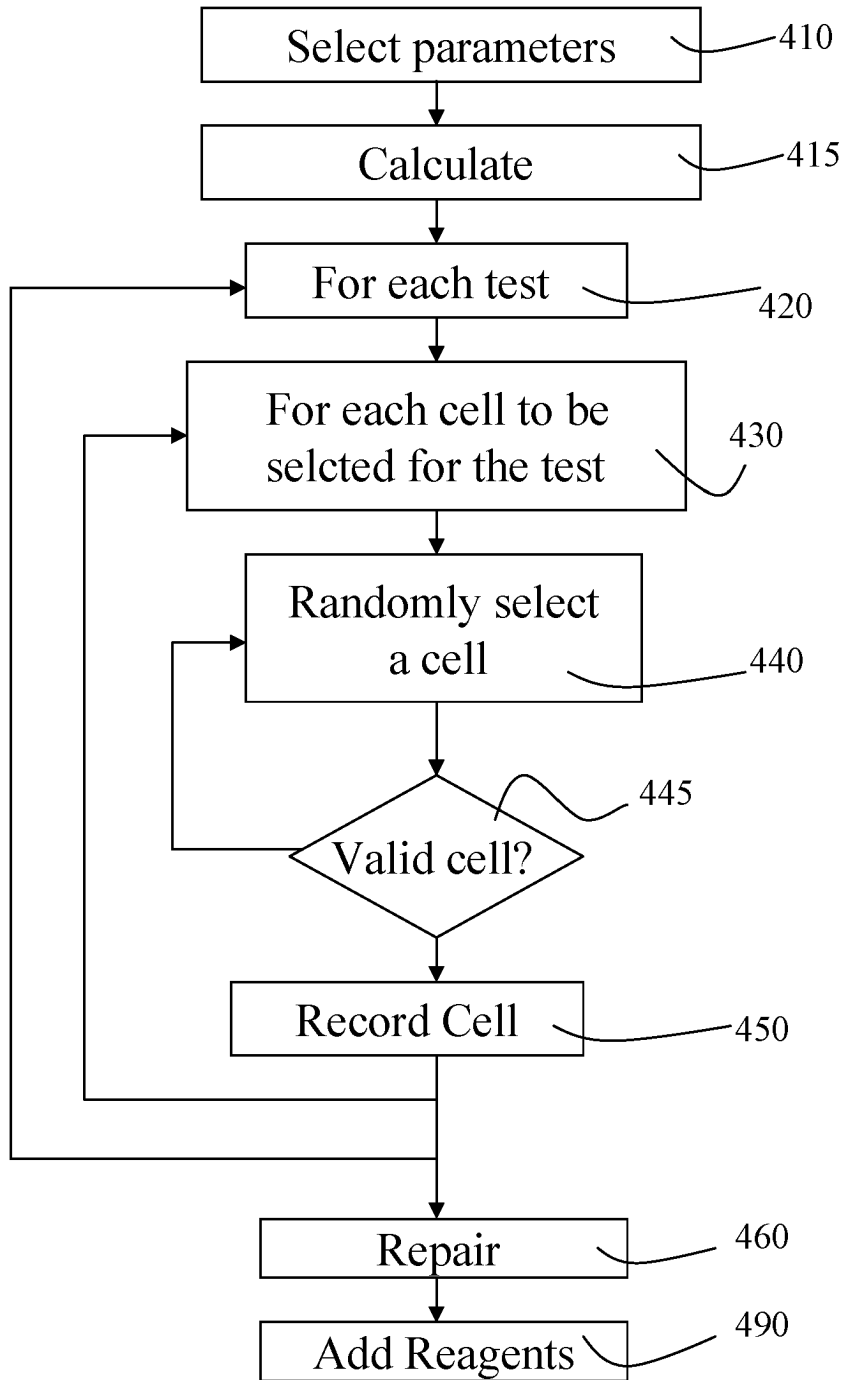 Select parameters
410
Calculate
415
For each test
420
For each cell to be
selcted for the test
430
Randomly select
a cell
440
Valid cell?
445
Record Cell
450
Repair
460
Add Reagents
490